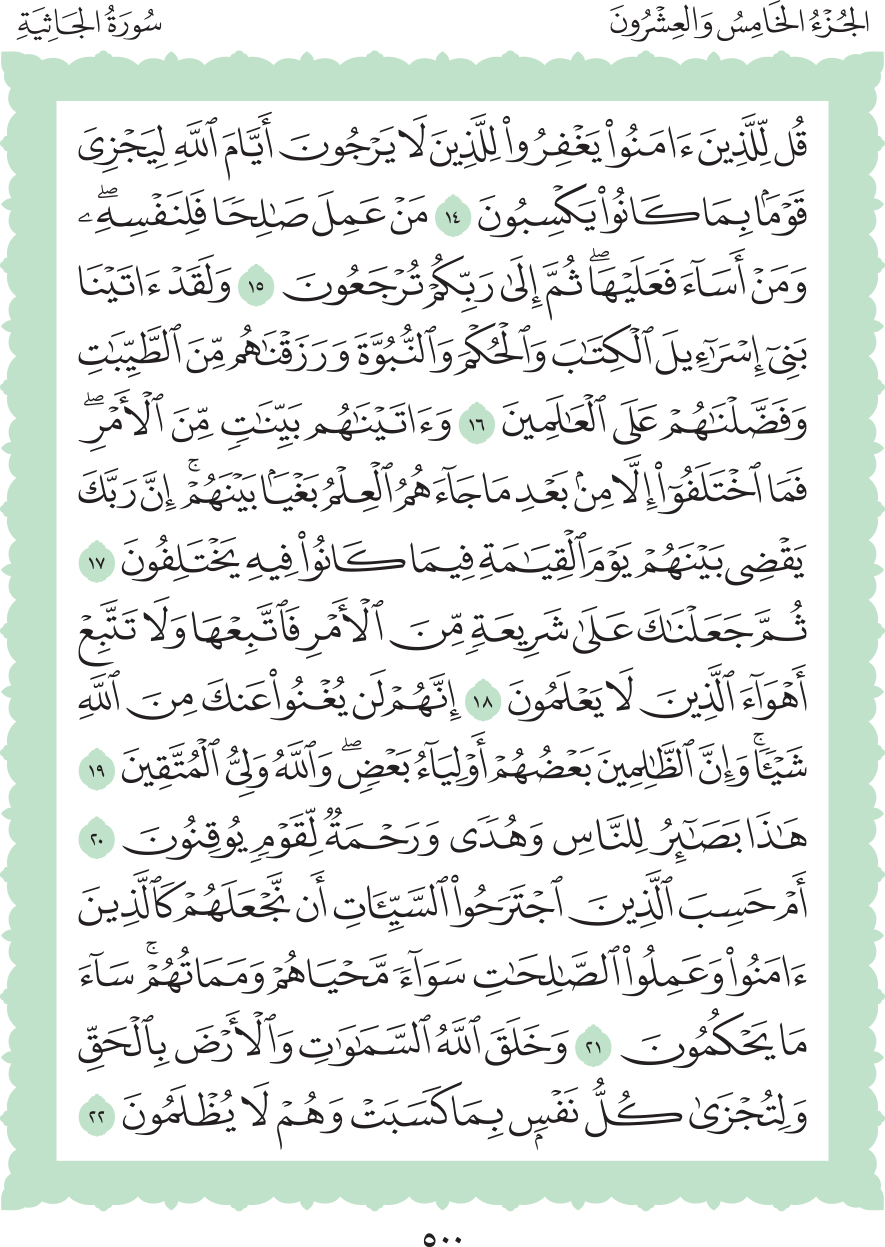 الجُزْءُ الخَامِسُ وَالعِشْرُونَ
سُورَةُ الجَاثِيَةِ
قُل لِّلَّذِينَ ءَامَنُوا۟ يَغْفِرُوا۟ لِلَّذِينَ لَا يَرْجُونَ أَيَّامَ ٱللَّهِ لِيَجْزِىَ
قَوْمًۢا بِمَا كَانُوا۟ يَكْسِبُونَ ١٤ مَنْ عَمِلَ صَـٰلِحًا فَلِنَفْسِهِۦ ۖ
وَمَنْ أَسَآءَ فَعَلَيْهَا ۖ ثُمَّ إِلَىٰ رَبِّكُمْ تُرْجَعُونَ ١٥ وَلَقَدْ ءَاتَيْنَا
بَنِىٓ إِسْرَٰٓءِيلَ ٱلْكِتَـٰبَ وَٱلْحُكْمَ وَٱلنُّبُوَّةَ وَرَزَقْنَـٰهُم مِّنَ ٱلطَّيِّبَـٰتِ
وَفَضَّلْنَـٰهُمْ عَلَى ٱلْعَـٰلَمِينَ ١٦ وَءَاتَيْنَـٰهُم بَيِّنَـٰتٍ مِّنَ ٱلْأَمْرِ ۖ
فَمَا ٱخْتَلَفُوٓا۟ إِلَّا مِنۢ بَعْدِ مَا جَآءَهُمُ ٱلْعِلْمُ بَغْيًۢا بَيْنَهُمْ ۚ إِنَّ رَبَّكَ
يَقْضِى بَيْنَهُمْ يَوْمَ ٱلْقِيَـٰمَةِ فِيمَا كَانُوا۟ فِيهِ يَخْتَلِفُونَ ١٧
ثُمَّ جَعَلْنَـٰكَ عَلَىٰ شَرِيعَةٍ مِّنَ ٱلْأَمْرِ فَٱتَّبِعْهَا وَلَا تَتَّبِعْ
أَهْوَآءَ ٱلَّذِينَ لَا يَعْلَمُونَ ١٨ إِنَّهُمْ لَن يُغْنُوا۟ عَنكَ مِنَ ٱللَّهِ
شَيْـًٔا ۚ وَإِنَّ ٱلظَّـٰلِمِينَ بَعْضُهُمْ أَوْلِيَآءُ بَعْضٍ ۖ وَٱللَّهُ وَلِىُّ ٱلْمُتَّقِينَ ١٩
هَـٰذَا بَصَـٰٓئِرُ لِلنَّاسِ وَهُدًى وَرَحْمَةٌ لِّقَوْمٍ يُوقِنُونَ ٢٠
أَمْ حَسِبَ ٱلَّذِينَ ٱجْتَرَحُوا۟ ٱلسَّيِّـَٔاتِ أَن نَّجْعَلَهُمْ كَٱلَّذِينَ
ءَامَنُوا۟ وَعَمِلُوا۟ ٱلصَّـٰلِحَـٰتِ سَوَآءً مَّحْيَاهُمْ وَمَمَاتُهُمْ ۚ سَآءَ
مَا يَحْكُمُونَ ٢١ وَخَلَقَ ٱللَّهُ ٱلسَّمَـٰوَٰتِ وَٱلْأَرْضَ بِٱلْحَقِّ
وَلِتُجْزَىٰ كُلُّ نَفْسٍۭ بِمَا كَسَبَتْ وَهُمْ لَا يُظْلَمُونَ ٢٢
٥٠٠